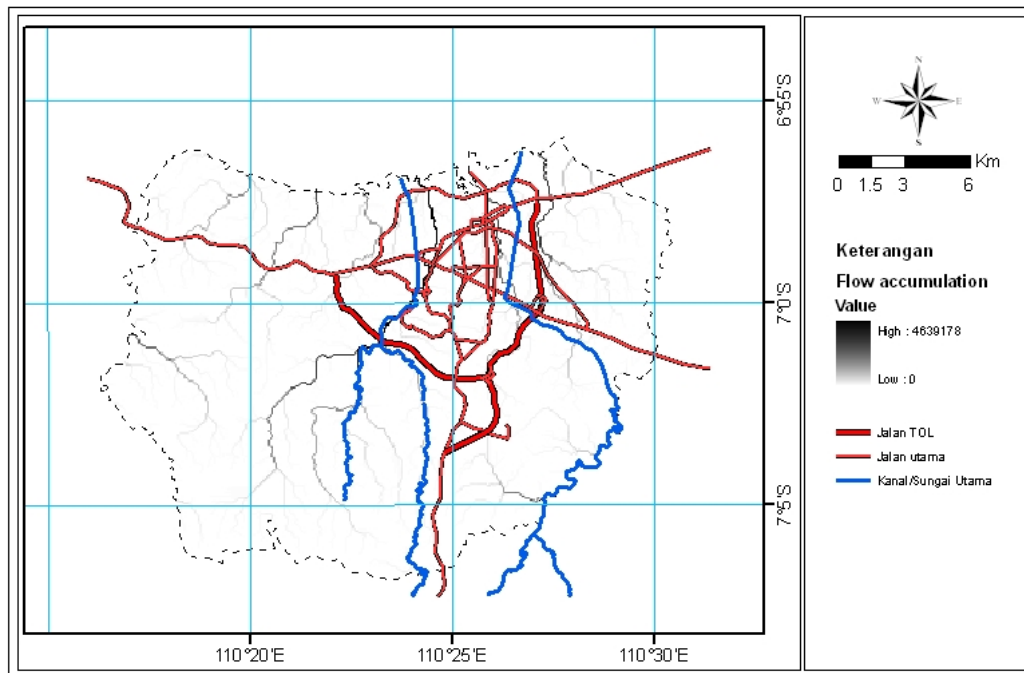 6°55'S
7°0'S
7°5'S
110°20'E
110°25'E
110°30'E
N
W E
S
Km
0 1.5 3 6
Keterangan
Flow accumulation
Value
High : 4639178
Low : 0
Jalan TOL
Jalan utama
Kanal/Sungai Utama